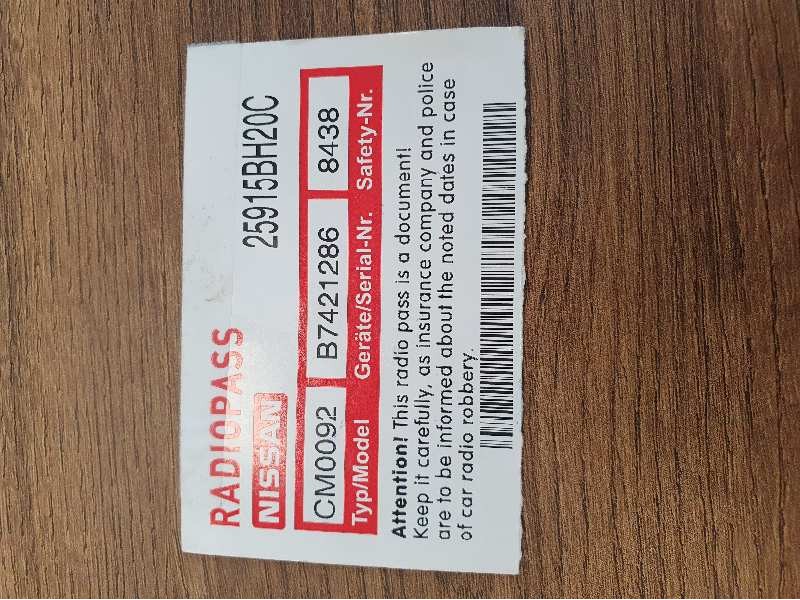 RADIOPASS
NISSAN 25915BH20C
CM0092 B7421286 8438
Typ/Model Geräte/Serial-Nr. Safety-Nr.
Attention! This radio pass is a document!
Keep it carefully, as insurance company and police
are to be informed about the noted dates in case
of car radio robbery.